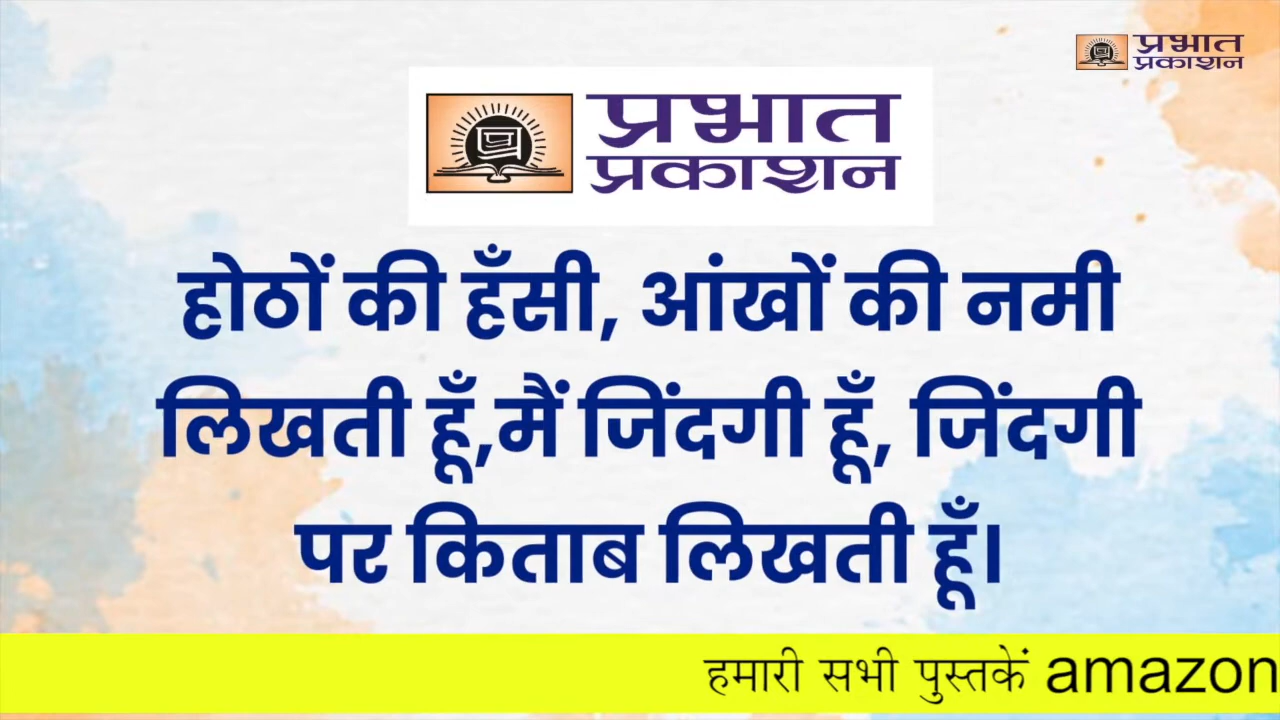 प्रभात
प्रकाशन
प्रभात
प्रकाशन
होठों की हँसी, आंखों की नमी
लिखती हूँ,मैं जिंदगी हूँ, जिंदगी
पर किताब लिखती हूँ।
हमारी सभी पुस्तकें amazon